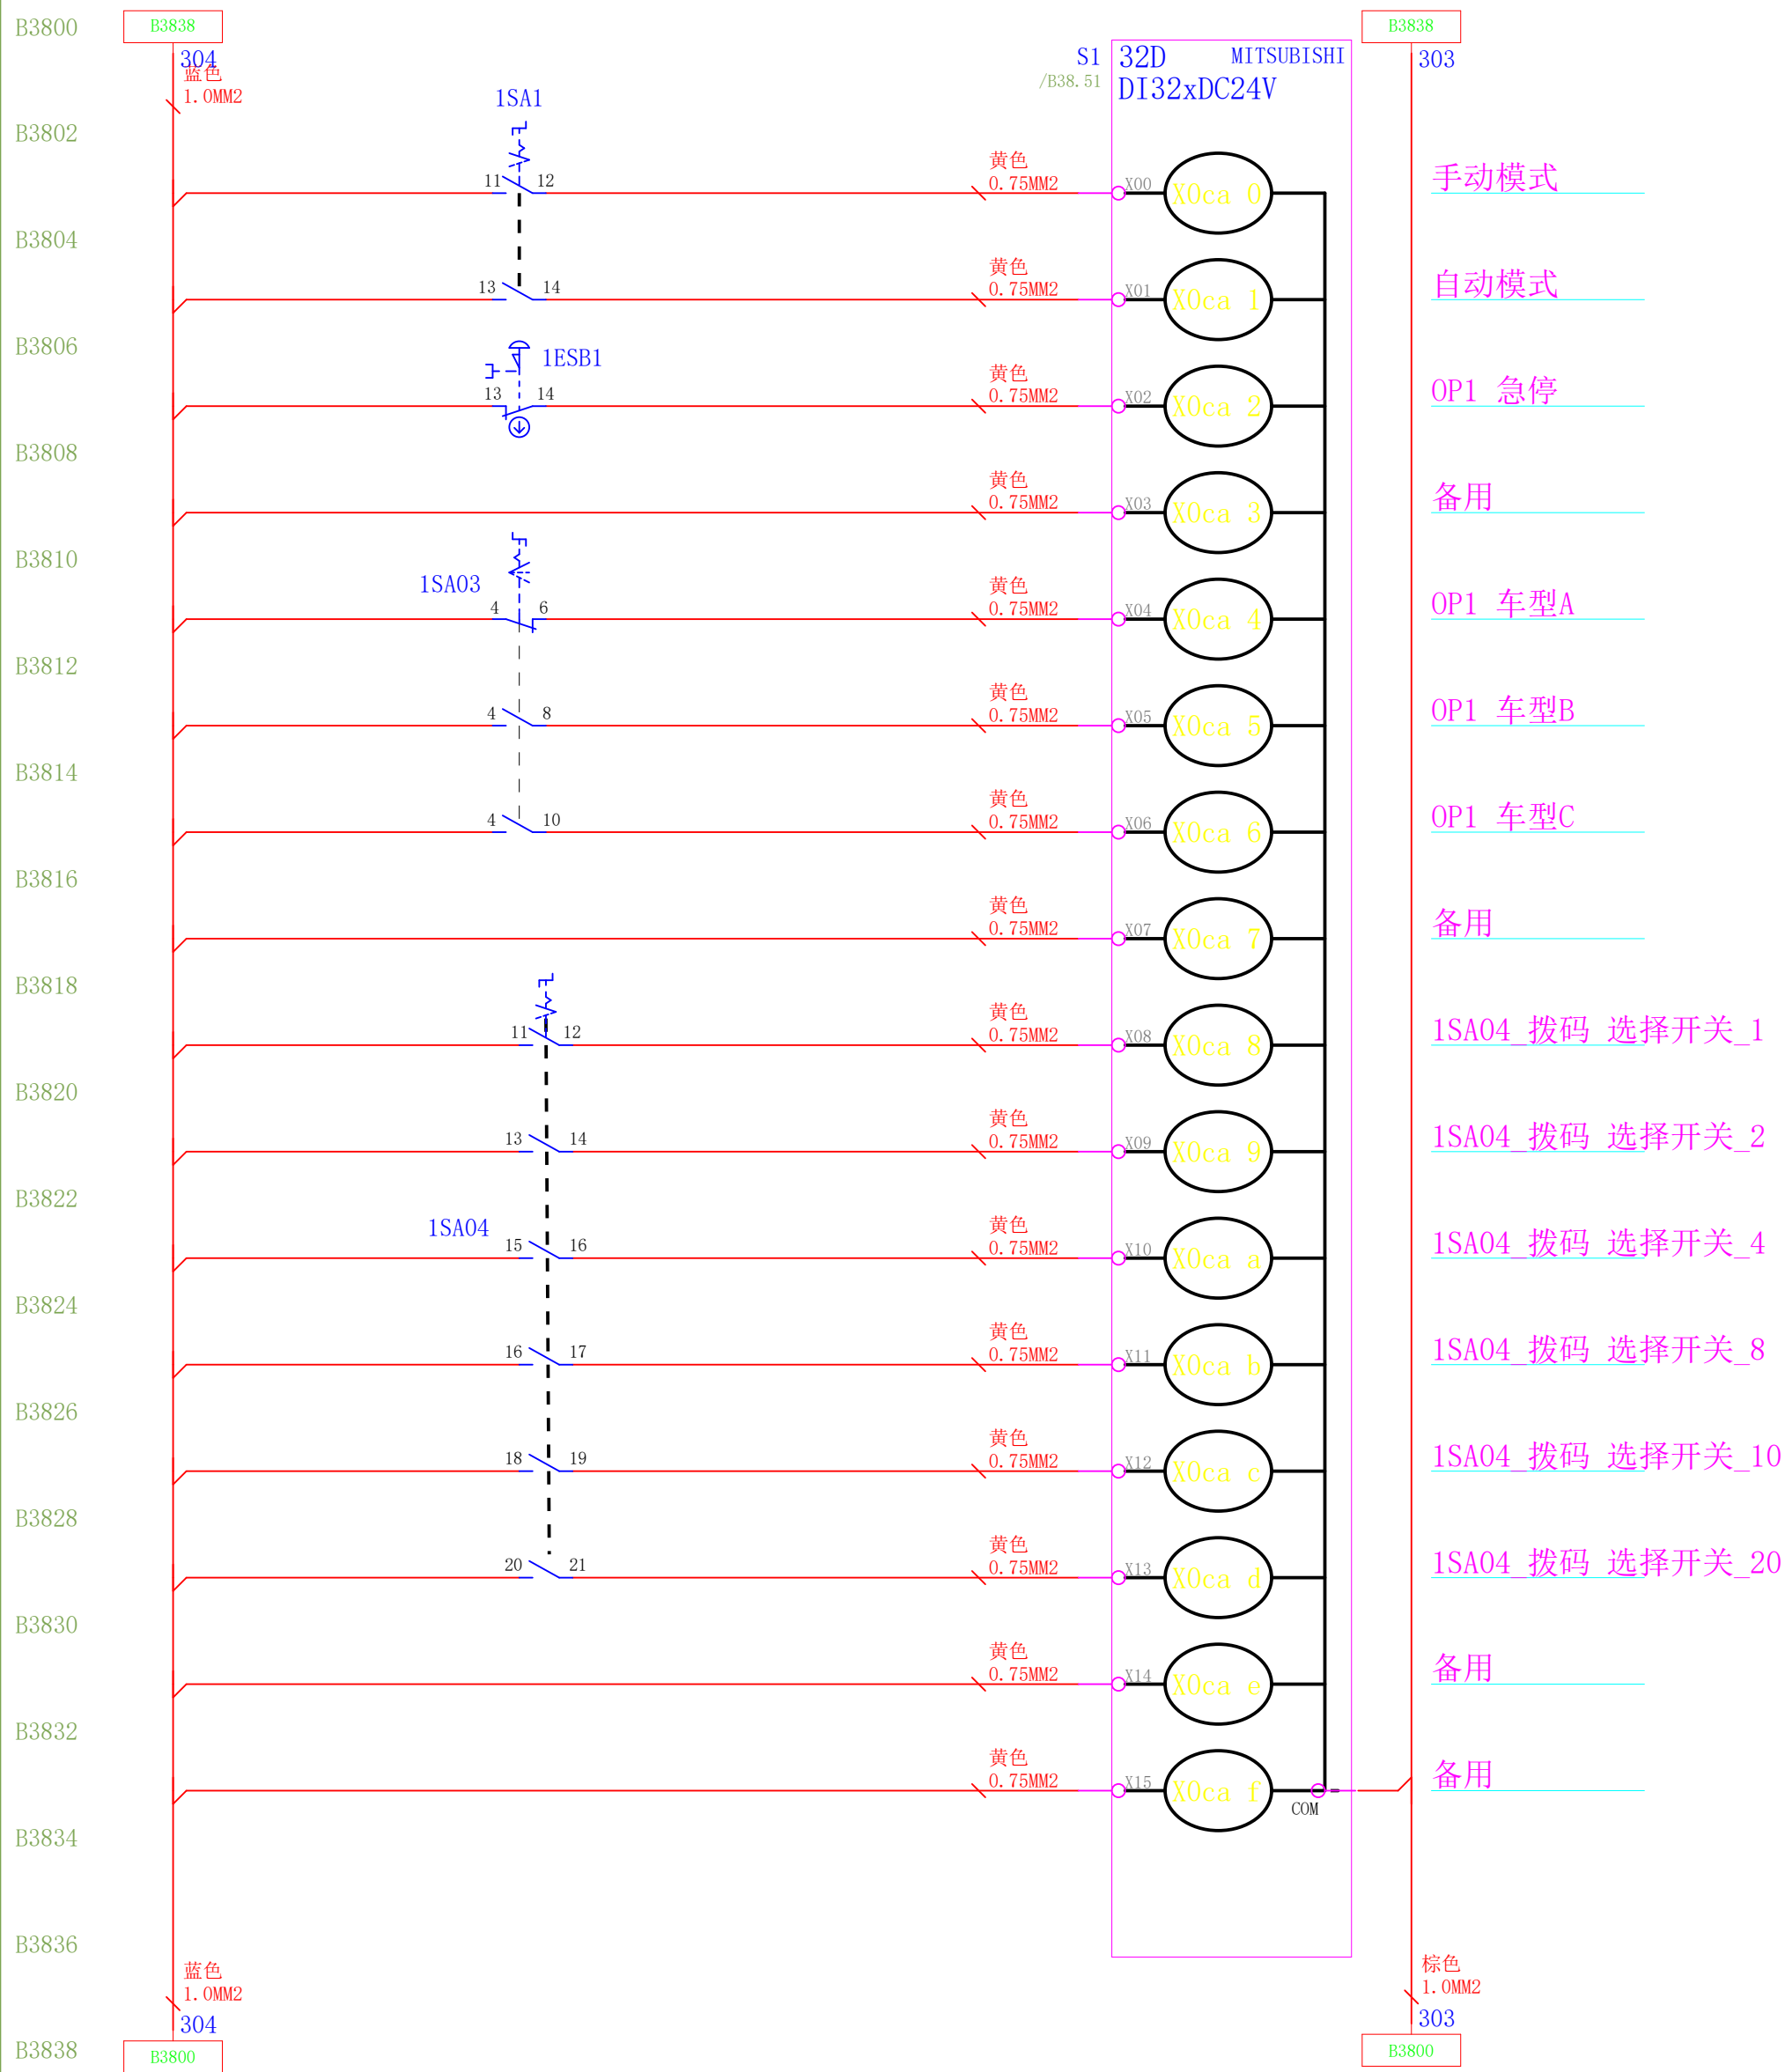 B3800
B3838
304
蓝色
1.0MM2
S1
/B38.51
32D
MITSUBISHI
DI32xDC24V
B3838
303
B3802
1SA1
11
12
黄色
0.75MM2
X00
X0ca 0
手动模式
B3804
13
14
黄色
0.75MM2
X01
X0ca 1
自动模式
B3806
1ESB1
13
14
黄色
0.75MM2
X02
X0ca 2
OP1 急停
B3808
黄色
0.75MM2
X03
X0ca 3
备用
B3810
1SA03
4
6
黄色
0.75MM2
X04
X0ca 4
OP1 车型A
B3812
4
8
黄色
0.75MM2
X05
X0ca 5
OP1 车型B
B3814
4
10
黄色
0.75MM2
X06
X0ca 6
OP1 车型C
B3816
黄色
0.75MM2
X07
X0ca 7
备用
B3818
11
12
黄色
0.75MM2
X08
X0ca 8
1SA04_拨码 选择开关_1
B3820
13
14
黄色
0.75MM2
X09
X0ca 9
1SA04_拨码 选择开关_2
B3822
1SA04
15
16
黄色
0.75MM2
X10
X0ca a
1SA04_拨码 选择开关_4
B3824
16
17
黄色
0.75MM2
X11
X0ca b
1SA04_拨码 选择开关_8
B3826
18
19
黄色
0.75MM2
X12
X0ca c
1SA04_拨码 选择开关_10
B3828
20
21
黄色
0.75MM2
X13
X0ca d
1SA04_拨码 选择开关_20
B3830
黄色
0.75MM2
X14
X0ca e
备用
B3832
黄色
0.75MM2
X15
X0ca f
COM
备用
B3834
B3836
蓝色
1.0MM2
304
棕色
1.0MM2
303
B3838
B3800
B3800